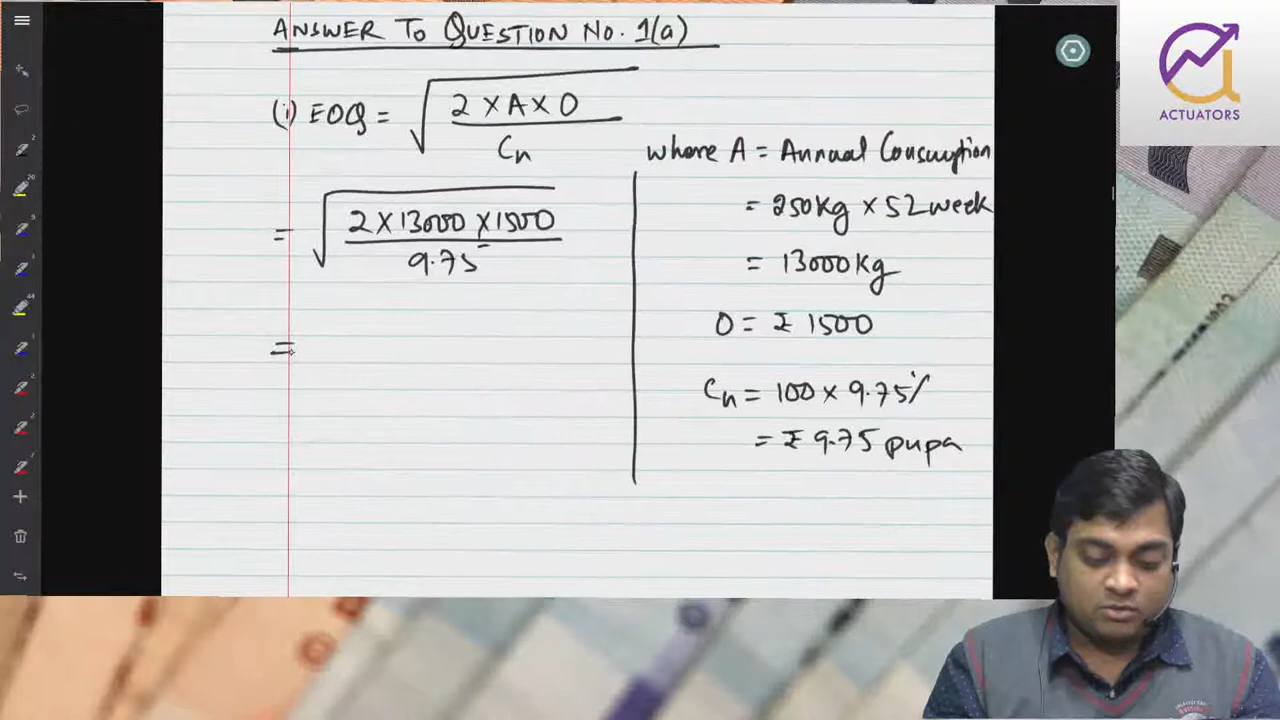 ANSWER TO QUESTION NO. 1(a)
(i) EOQ = √ 2 × A × O / Cn
= √ 2 × 13000 × 1500 / 9.75
=
where A = Annual Consumption
= 250kg × 52 week
= 13000 kg
O = ₹ 1500
Cn = 100 × 9.75%
= ₹ 9.75 pupa
ACTUATORS